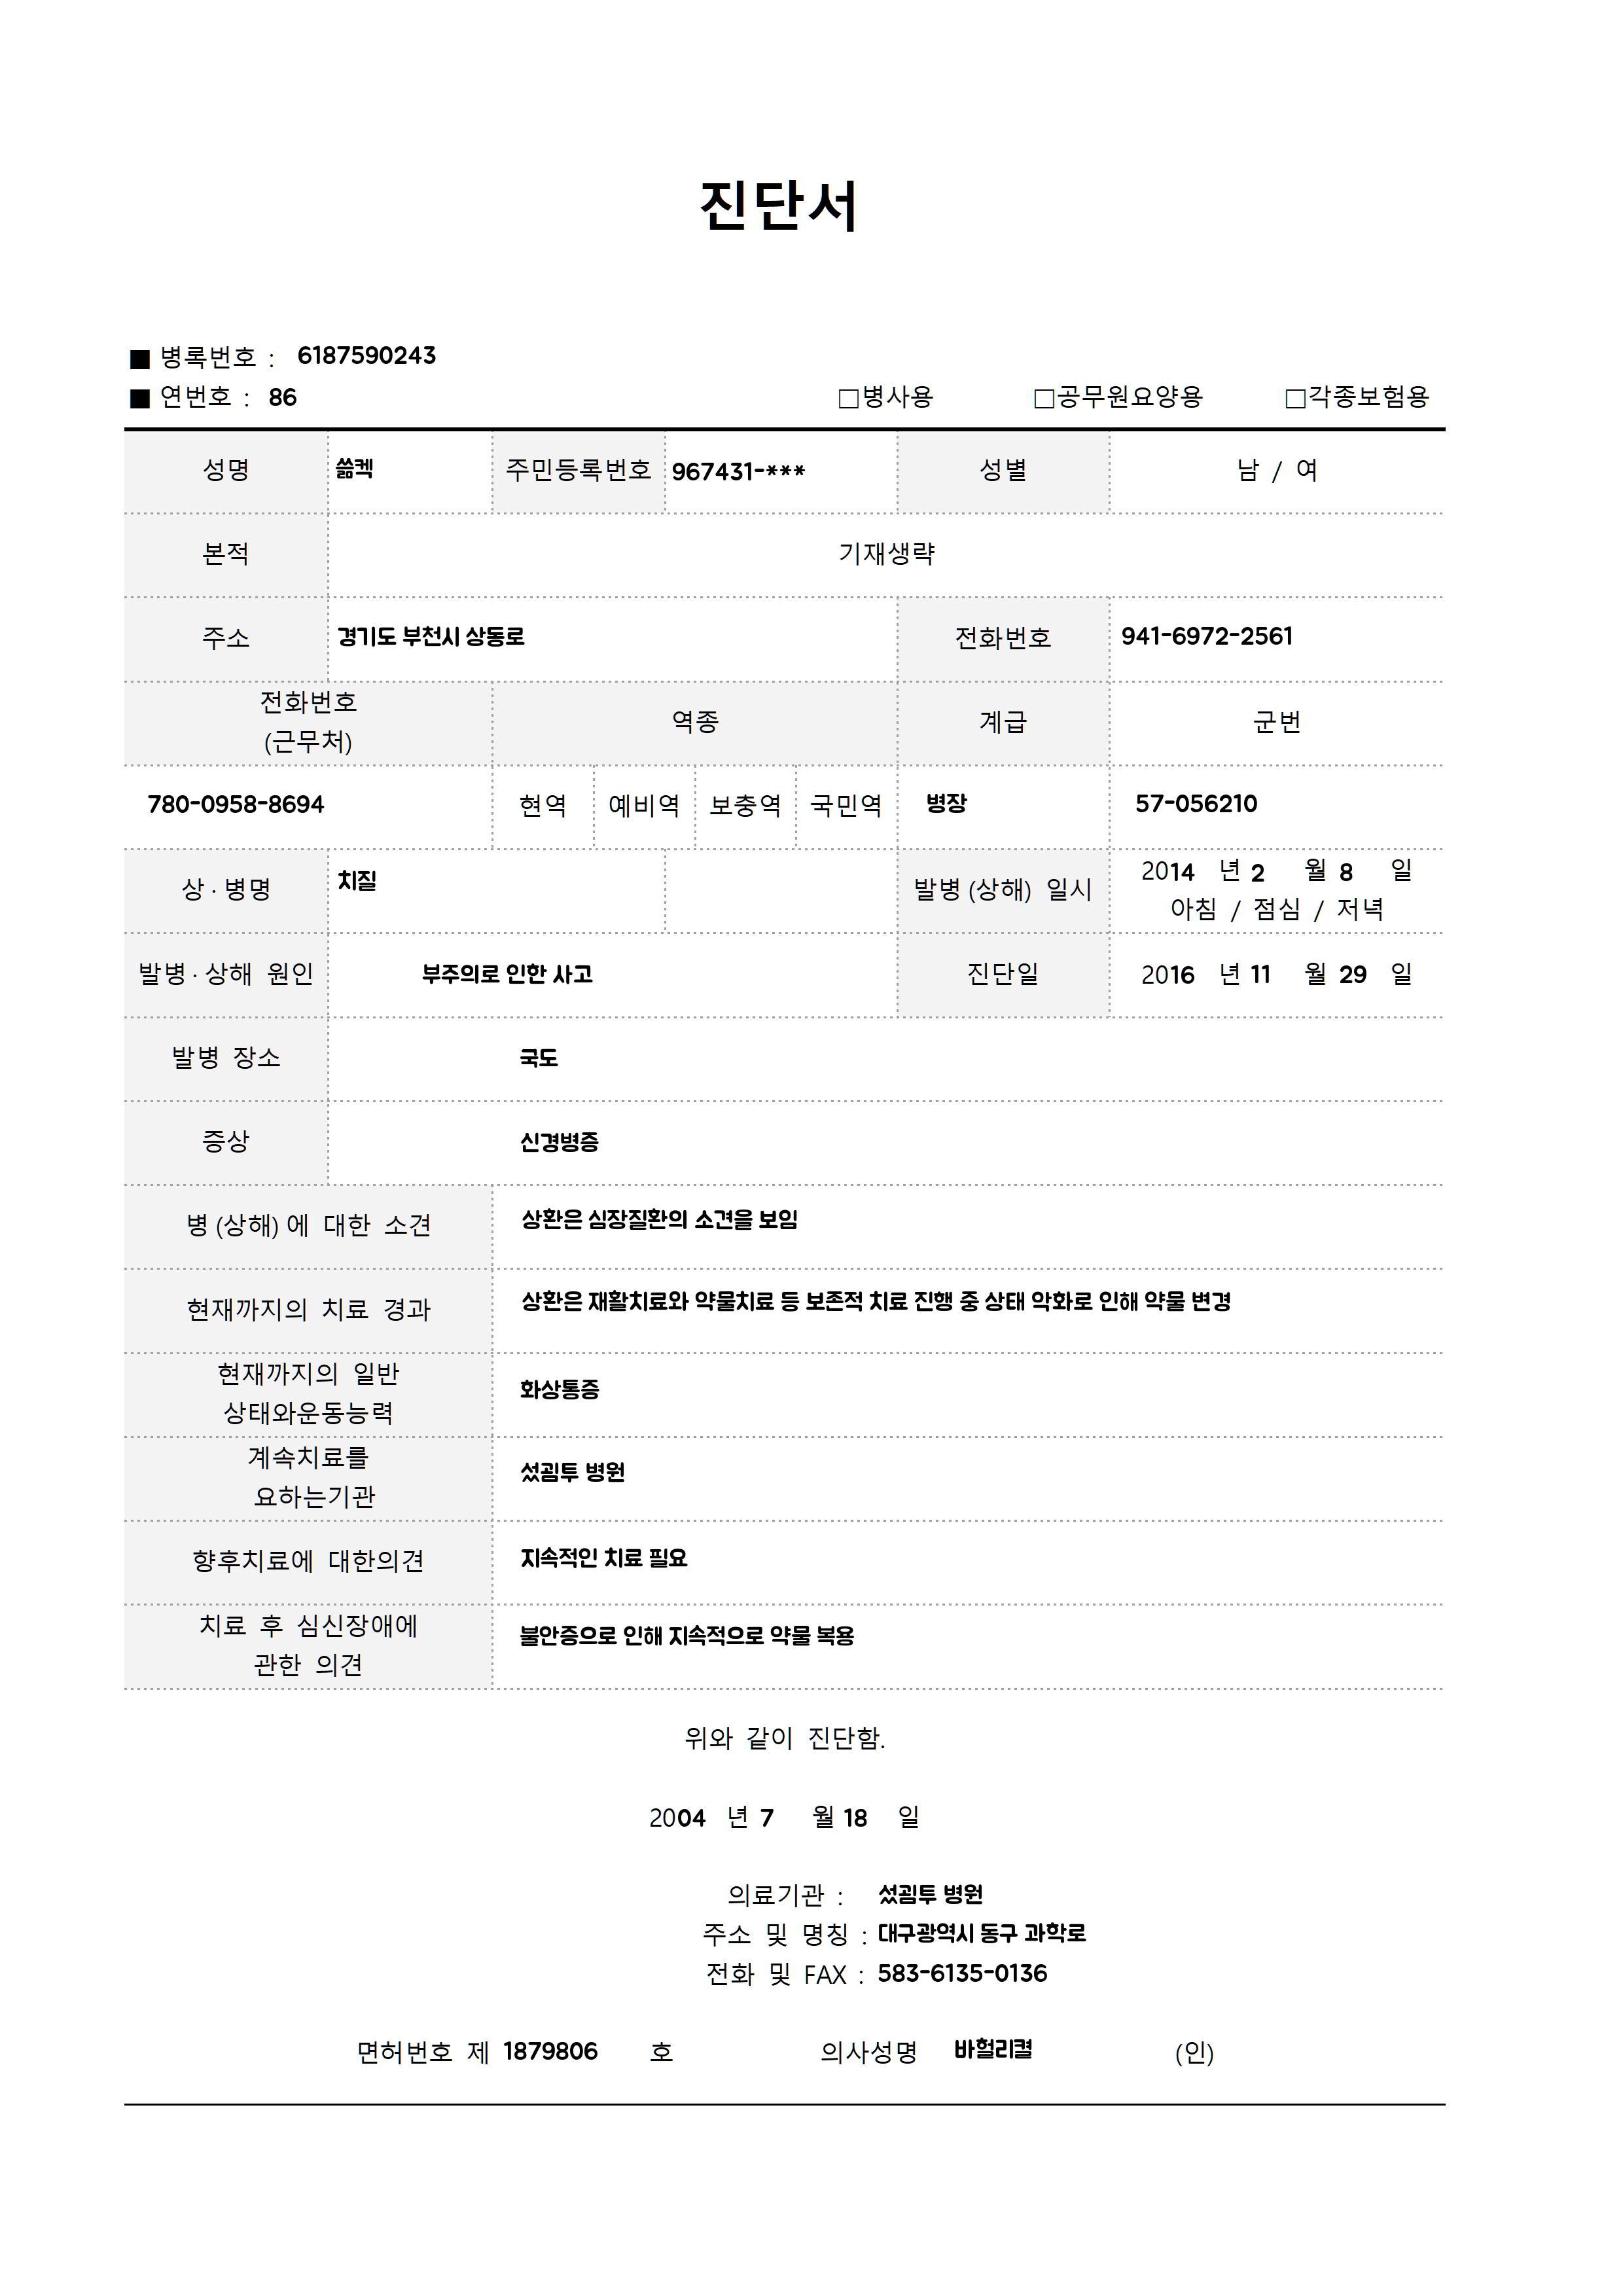 진단서
■ 병록번호 : 6187590243
■ 연번호 : 86 □병사용 □공무원요양용 □각종보험용
성명 쓺켁 주민등록번호 967431-*** 성별 남 / 여
본적 기재생략
주소 경기도 부천시 상동로 전화번호 941-6972-2561
전화번호
(근무처) 역종 계급 군번
780-0958-8694 현역 예비역 보충역 국민역 병장 57-056210
상·병명 치질 발병(상해) 일시 2014 년 2 월 8 일
아침 / 점심 / 저녁
발병·상해 원인 부주의로 인한 사고 진단일 2016 년 11 월 29 일
발병 장소 국도
증상 신경병증
병(상해)에 대한 소견 상환은 심장질환의 소견을 보임
현재까지의 치료 경과 상환은 재활치료와 약물치료 등 보존적 치료 진행 중 상태 악화로 인해 약물 변경
현재까지의 일반
상태와운동능력 화상통증
계속치료를
요하는기관 병원
향후치료에 대한의견 지속적인 치료 필요
치료 후 심신장애에
관한 의견 불안증으로 인해 지속적으로 약물 복용
위와 같이 진단함.
2004 년 7 월 18 일
의료기관 : 병원
주소 및 명칭 : 대구광역시 동구 과학로
전화 및 FAX : 583-6135-0136
면허번호 제 1879806 호 의사성명 (인)